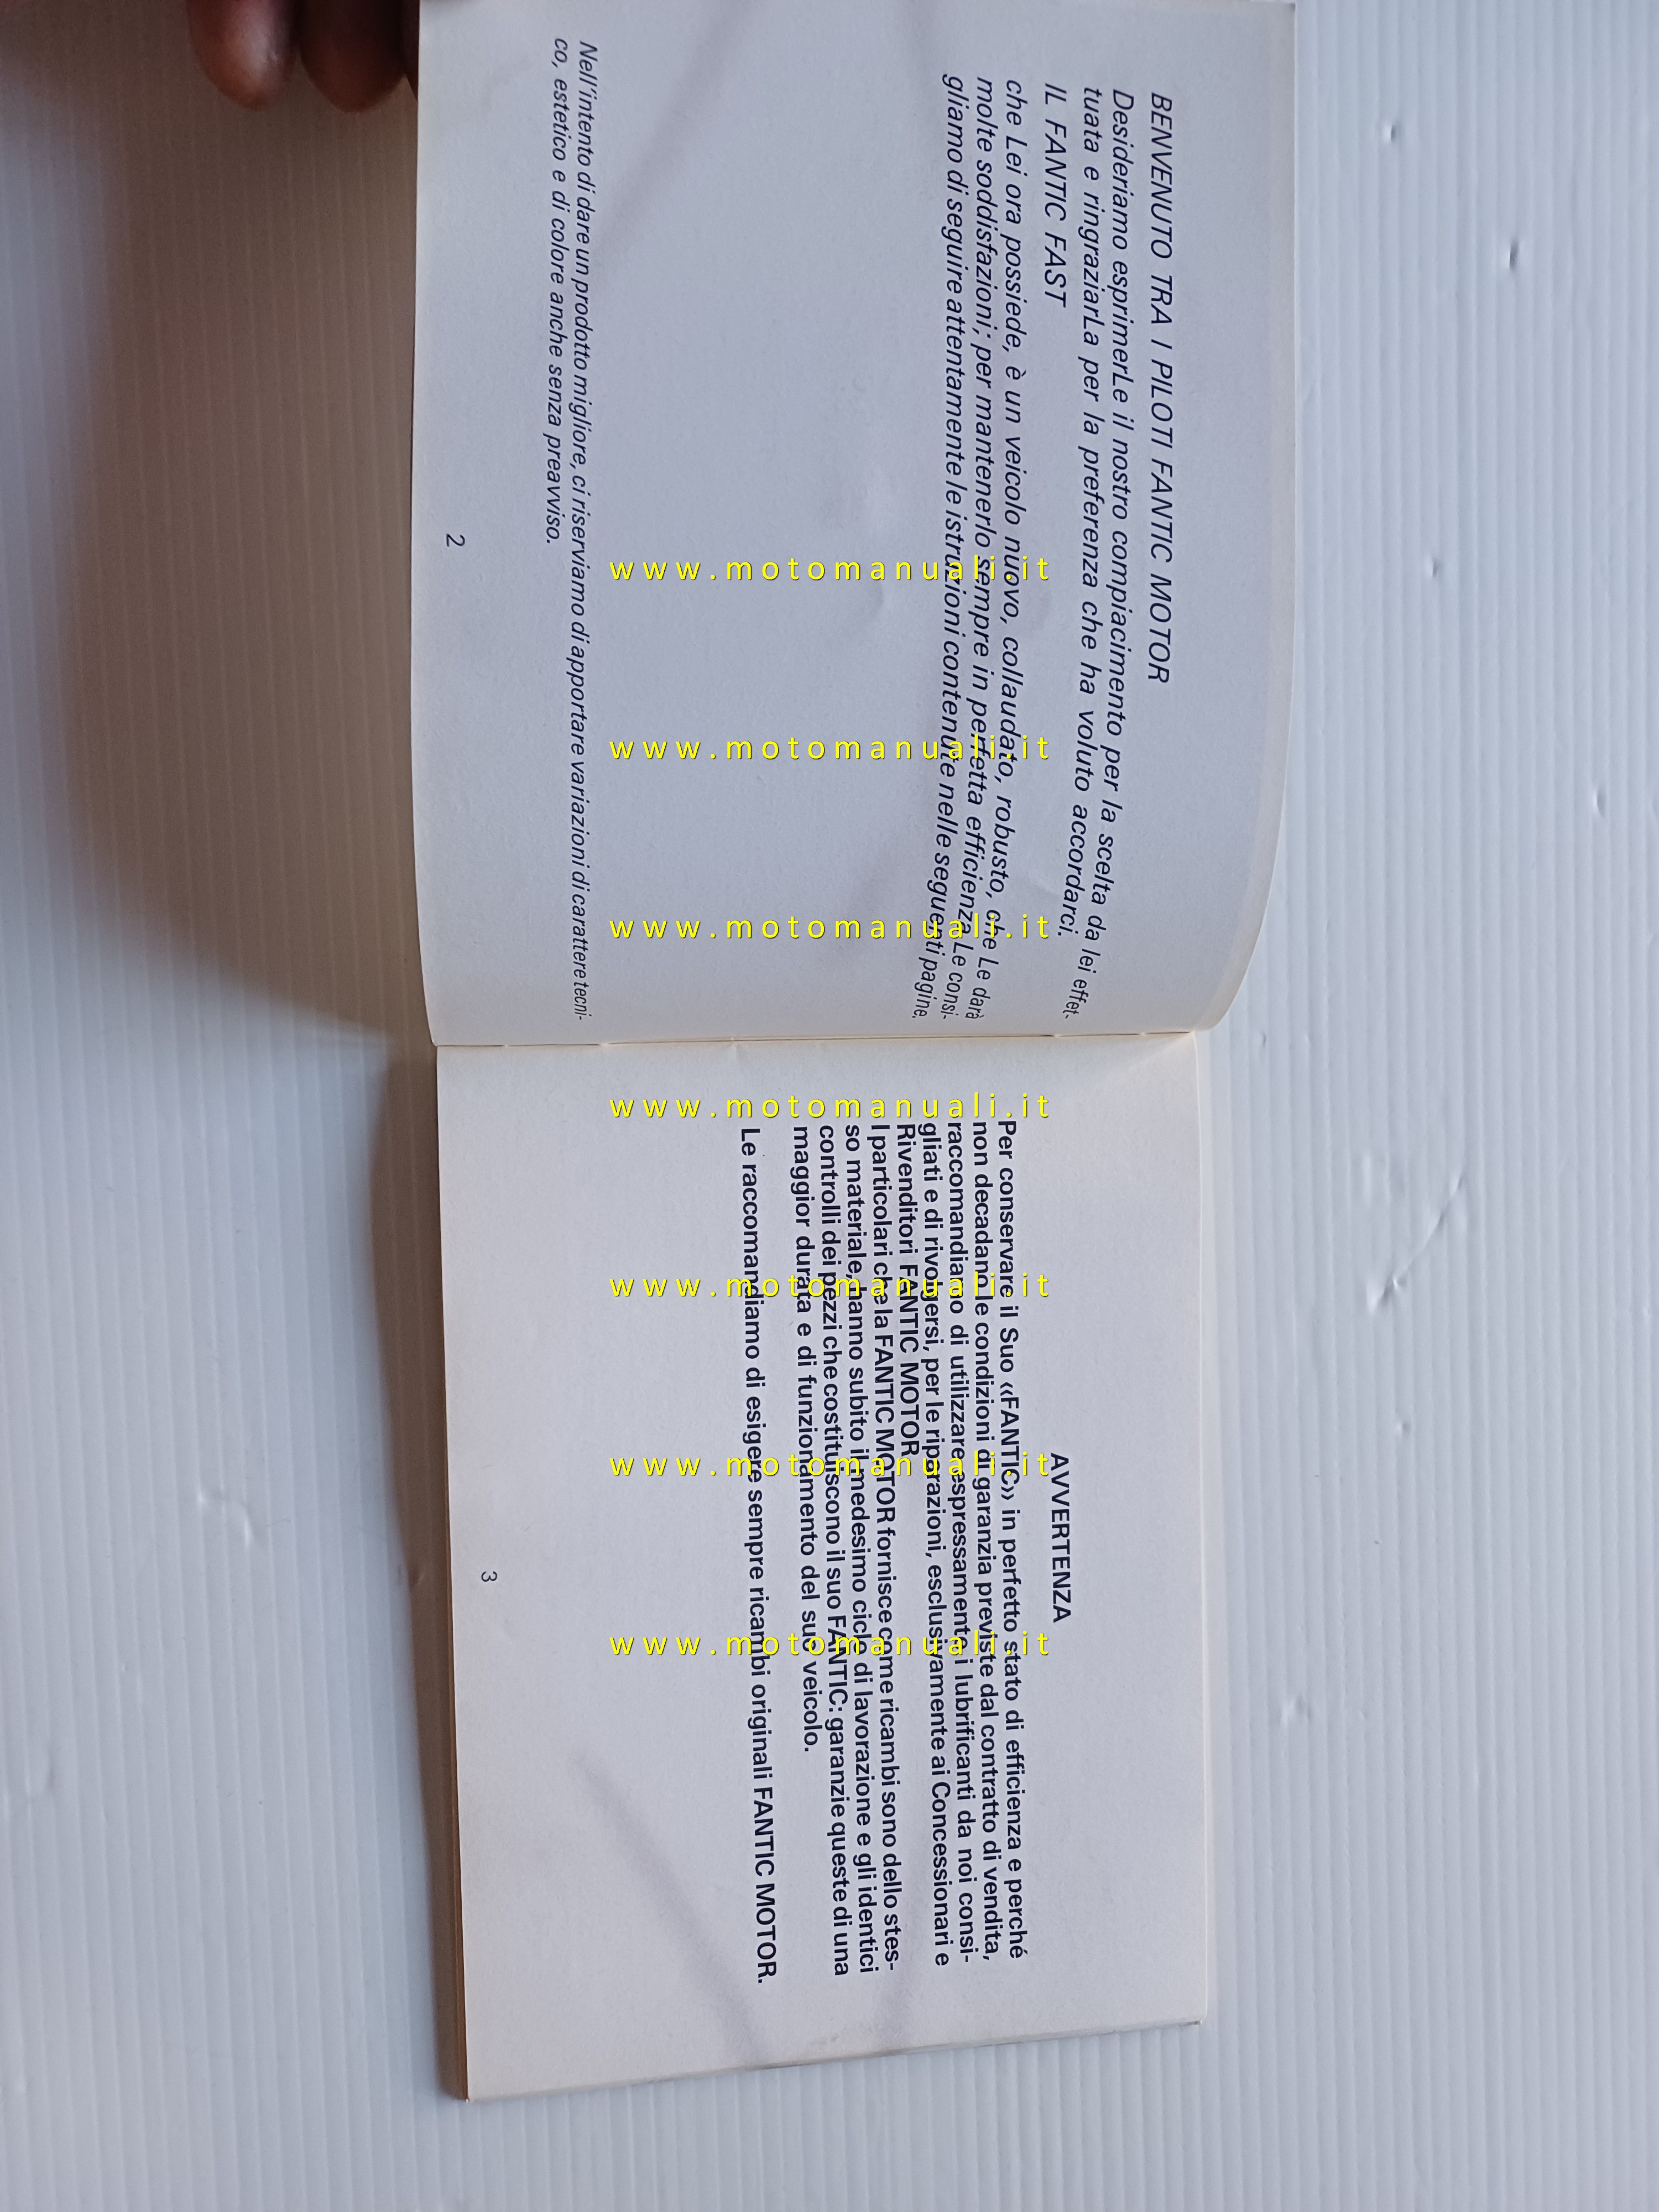 BENVENUTO TRA I PILOTI FANTIC MOTOR
Desideriamo esprimerLe il nostro compiacimento per la scelta da lei effet-
tuata e ringraziarLa per la preferenza che ha voluto accordarci.
IL FANTIC FAST
che Lei ora possiede, è un veicolo nuovo, collaudato, robusto, che Le darà
molte soddisfazioni; per mantenerlo sempre in perfetta efficienza Le consi-
gliamo di seguire attentamente le istruzioni contenute nelle seguenti pagine.
Nell'intento di dare un prodotto migliore, ci riserviamo di apportare variazioni di carattere tecni-
co, estetico e di colore anche senza preavviso.
2
AVVERTENZA
Per conservare il Suo «FANTIC» in perfetto stato di efficienza e perché
non decadano le condizioni di garanzia previste dal contratto di vendita,
raccomandiamo di utilizzare espressamente i lubrificanti da noi consi-
gliati e di rivolgersi, per le riparazioni, esclusivamente ai Concessionari e
Rivenditori FANTIC MOTOR
I particolari che la FANTIC MOTOR fornisce come ricambi sono dello stes-
so materiale, hanno subito il medesimo ciclo di lavorazione e gli identici
controlli dei pezzi che costituiscono il suo FANTIC: garanzie queste di una
maggior durata e di funzionamento del suo veicolo.
Le raccomandiamo di esigere sempre ricambi originali FANTIC MOTOR.
3
www.motomanuali.it
www.motomanuali.it
www.motomanuali.it
www.motomanuali.it
www.motomanuali.it
www.motomanuali.it
www.motomanuali.it